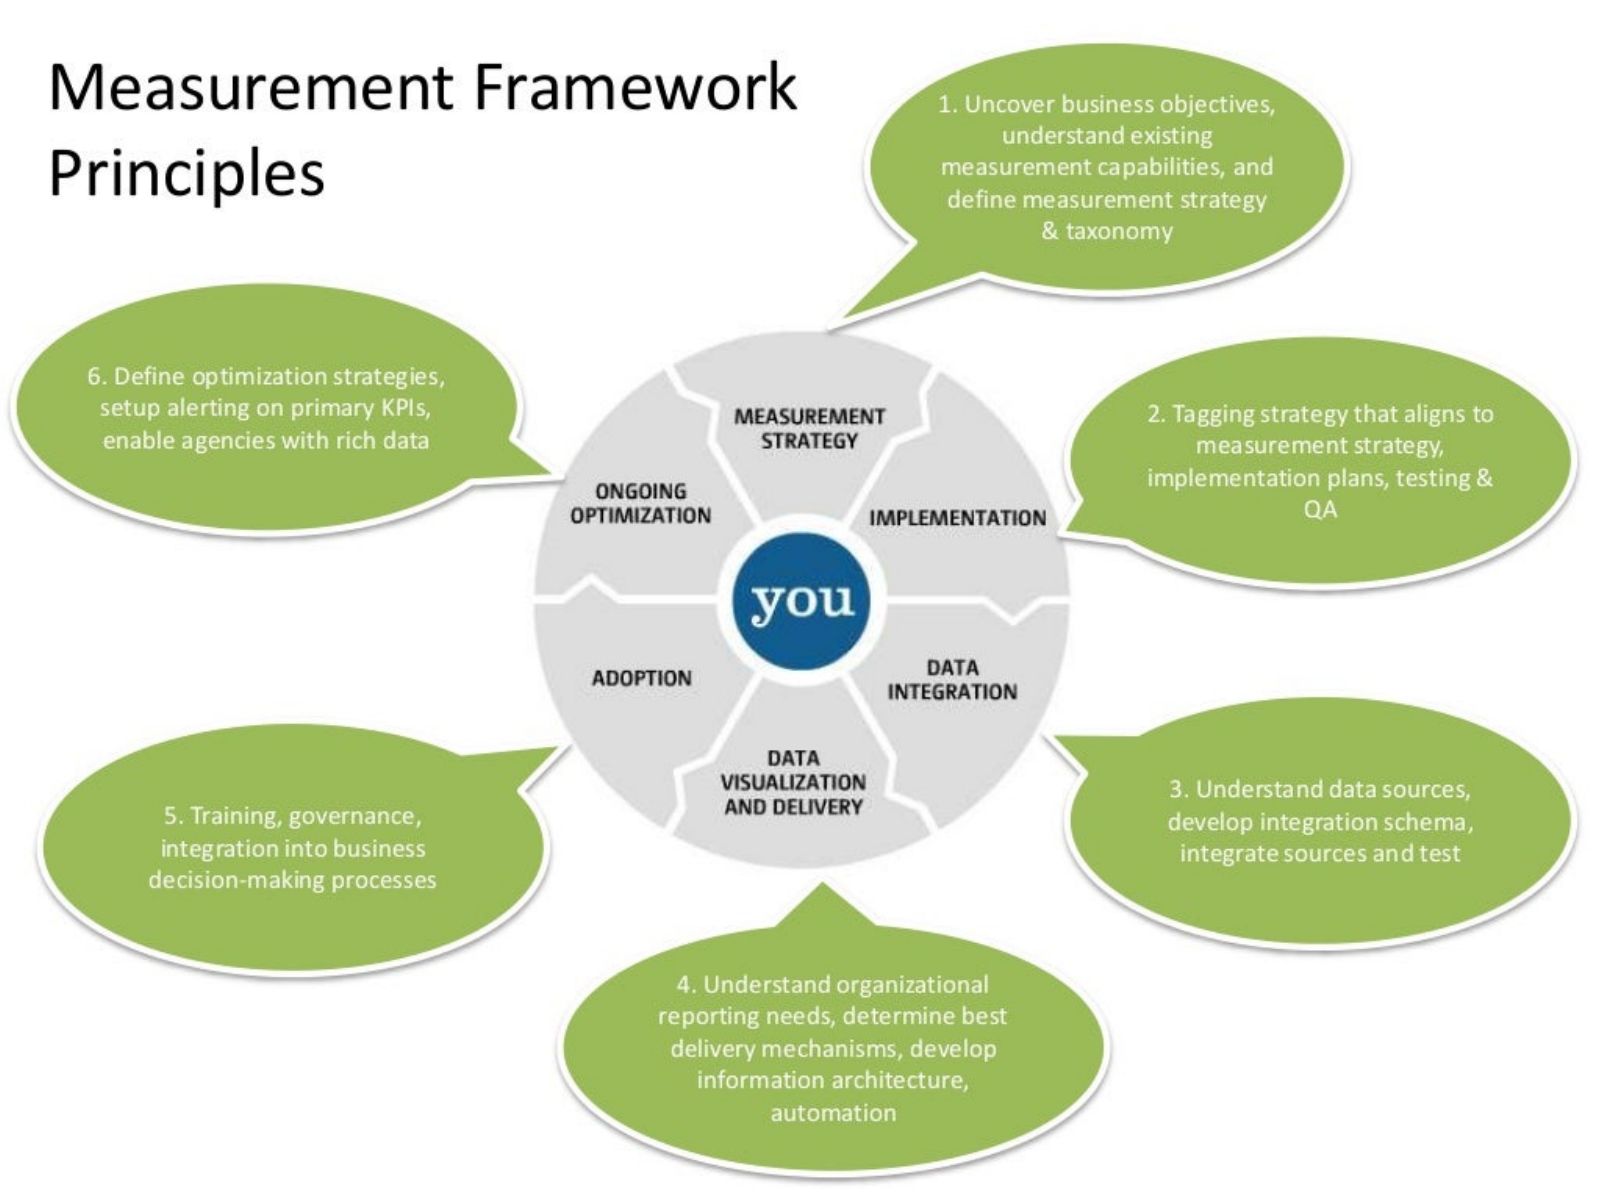 Measurement Framework
Principles
1. Uncover business objectives,
understand existing
measurement capabilities, and
define measurement strategy
& taxonomy
2. Tagging strategy that aligns to
measurement strategy,
implementation plans, testing &
QA
3. Understand data sources,
develop integration schema,
integrate sources and test
4. Understand organizational
reporting needs, determine best
delivery mechanisms, develop
information architecture,
automation
5. Training, governance,
integration into business
decision-making processes
6. Define optimization strategies,
setup alerting on primary KPIs,
enable agencies with rich data
MEASUREMENT
STRATEGY
IMPLEMENTATION
DATA
INTEGRATION
DATA
VISUALIZATION
AND DELIVERY
ADOPTION
ONGOING
OPTIMIZATION
you